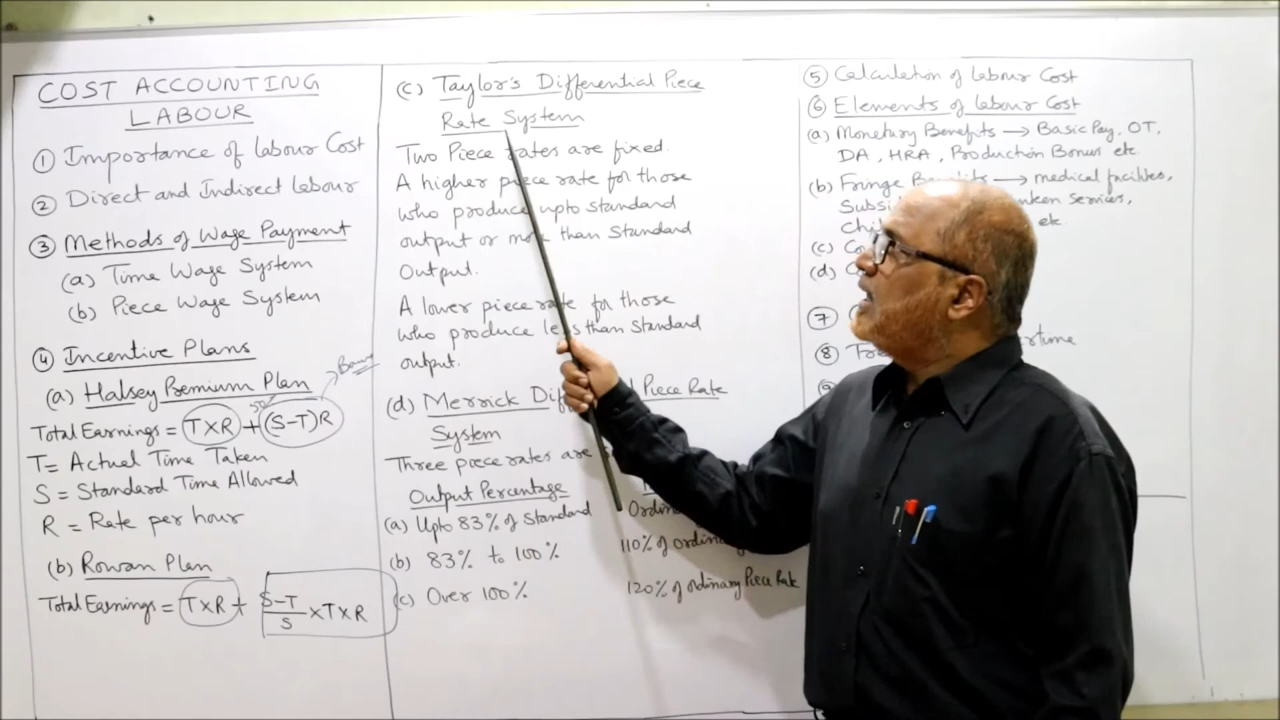 COST ACCOUNTING
LABOUR
① Importance of labour Cost
② Direct and Indirect labour
③ Methods of Wage Payment
(a) Time Wage System
(b) Piece Wage System
④ Incentive Plans
(a) Halsey Premium Plan
Bonus
50%
Total Earnings = T×R + (S-T)R
T = Actual Time Taken
S = Standard Time Allowed
R = Rate per hour
(b) Rowan Plan
Total Earnings = T×R + S-T/S ×T×R
(c) Taylor's Differential Piece
Rate System
Two Piece rates are fixed.
A higher piece rate for those
who produce upto standard
output or more than Standard
Output.
A lower piece rate for those
who produce less than Standard
output.
(d) Merrick Piece Rate
System
Three piece rates are
Output Percentage
(a) Upto 83% of Standard
(b) 83% to 100% 110% of
(c) Over 100% 120% of ordinary Piece Rate
⑤ Calculation of Labour Cost
⑥ Elements of labour Cost
(a) Monetary Benefits → Basic Pay, OT,
DA, HRA, Production Bonus etc
(b) Fringe Benefits → medical facilities,
services,
etc
(c)
(d)
⑦
⑧